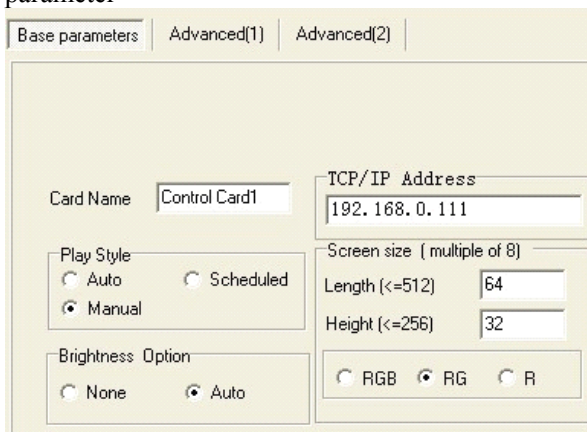 parameter
Base parameters Advanced(1) Advanced(2)
Card Name Control Card1
TCP/IP Address
192.168.0.111
Play Style
Auto Scheduled
Manual
Screen size ( multiple of 8)
Length (<=512) 64
Height (<=256) 32
Brightness Option
None Auto
RGB RG R